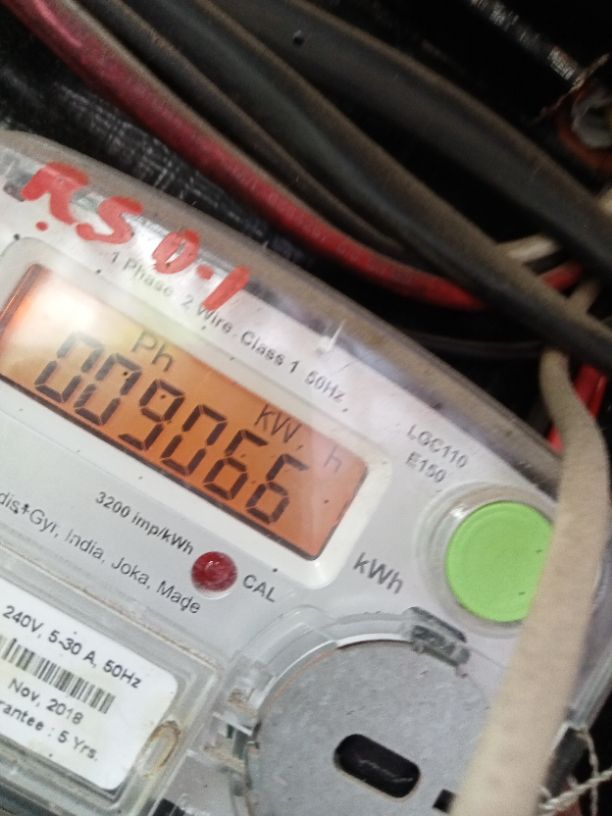 RS 0-1
1 Phase 2 Wire Class 1 50Hz
Ph
kW h
009066
LGC110
E150
3200 imp/kWh
dis+Gyr, India, Joka, Made
CAL
kWh
240V, 5-30 A, 50Hz
Nov, 2018
rantee : 5 Yrs.